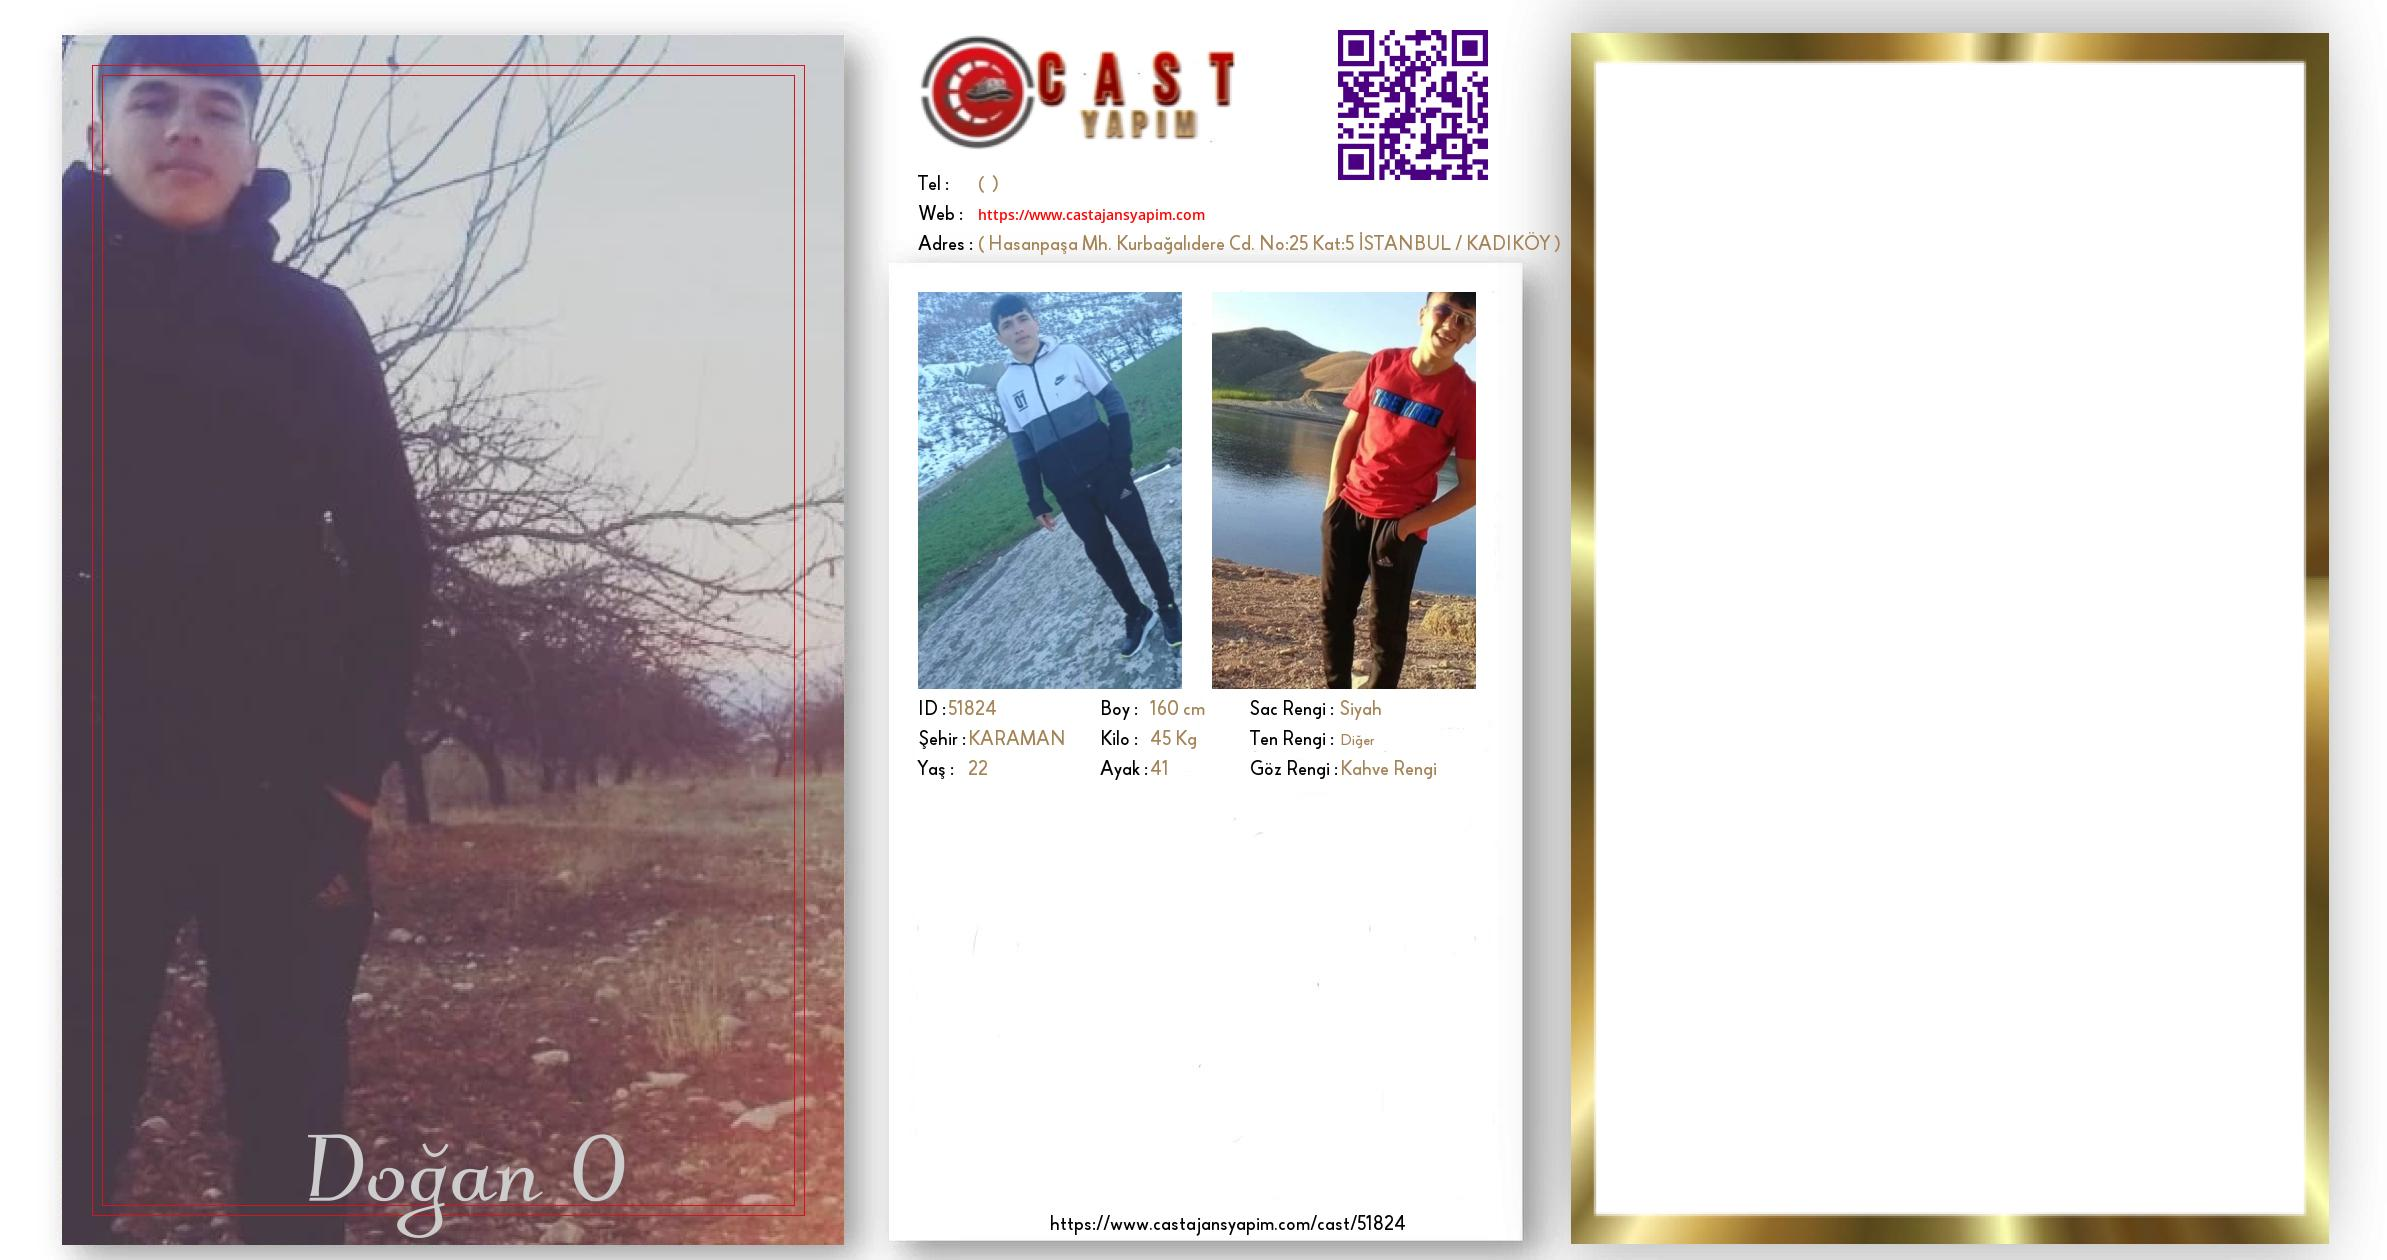 Doğan O
CAST
YAPIM
Tel : ( )
Web : https://www.castajansyapim.com
Adres : ( Hasanpaşa Mh. Kurbağalıdere Cd. No:25 Kat:5 İSTANBUL / KADIKÖY )
THE KING
ID : 51824 Boy : 160 cm Sac Rengi : Siyah
Şehir : KARAMAN Kilo : 45 Kg Ten Rengi : Diğer
Yaş : 22 Ayak : 41 Göz Rengi : Kahve Rengi
https://www.castajansyapim.com/cast/51824